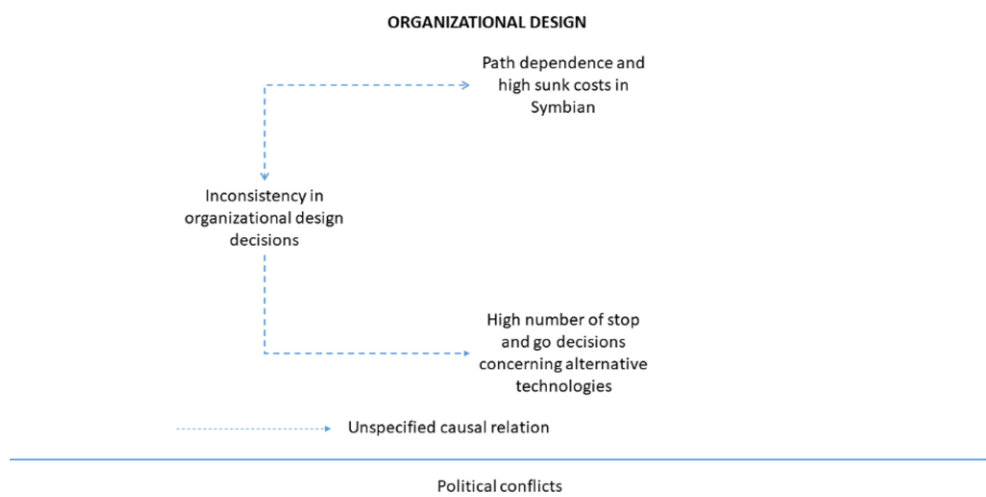 ORGANIZATIONAL DESIGN
Path dependence and
high sunk costs in
Symbian
Inconsistency in
organizational design
decisions
High number of stop
and go decisions
concerning alternative
technologies
Unspecified causal relation
Political conflicts